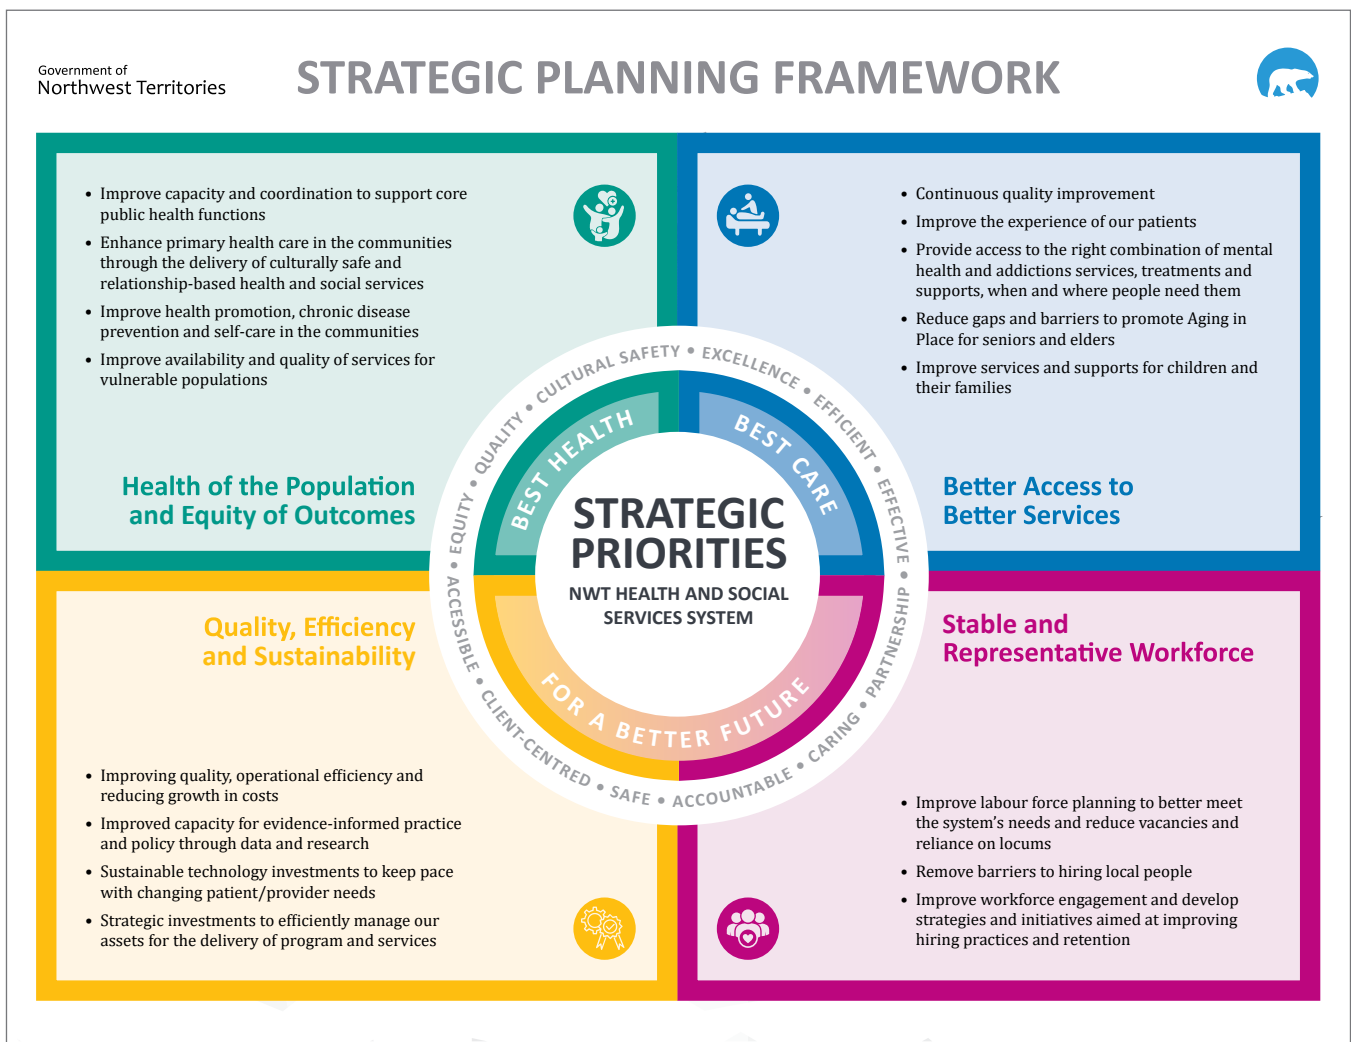 Government of
Northwest Territories
STRATEGIC PLANNING FRAMEWORK
• Improve capacity and coordination to support core
public health functions
• Enhance primary health care in the communities
through the delivery of culturally safe and
relationship-based health and social services
• Improve health promotion, chronic disease
prevention and self-care in the communities
• Improve availability and quality of services for
vulnerable populations
Health of the Population
and Equity of Outcomes
• Continuous quality improvement
• Improve the experience of our patients
• Provide access to the right combination of mental
health and addictions services, treatments and
supports, when and where people need them
• Reduce gaps and barriers to promote Aging in
Place for seniors and elders
• Improve services and supports for children and
their families
Better Access to
Better Services
• EQUITY • QUALITY • CULTURAL SAFETY • EXCELLENCE • EFFICIENT • EFFECTIVE • PARTNERSHIP • CARING • ACCOUNTABLE • SAFE • CLIENT-CENTRED • ACCESSIBLE
BEST HEALTH
BEST CARE
FOR A BETTER FUTURE
STRATEGIC
PRIORITIES
NWT HEALTH AND SOCIAL
SERVICES SYSTEM
Quality, Efficiency
and Sustainability
• Improving quality, operational efficiency and
reducing growth in costs
• Improved capacity for evidence-informed practice
and policy through data and research
• Sustainable technology investments to keep pace
with changing patient/provider needs
• Strategic investments to efficiently manage our
assets for the delivery of program and services
Stable and
Representative Workforce
• Improve labour force planning to better meet
the system's needs and reduce vacancies and
reliance on locums
• Remove barriers to hiring local people
• Improve workforce engagement and develop
strategies and initiatives aimed at improving
hiring practices and retention